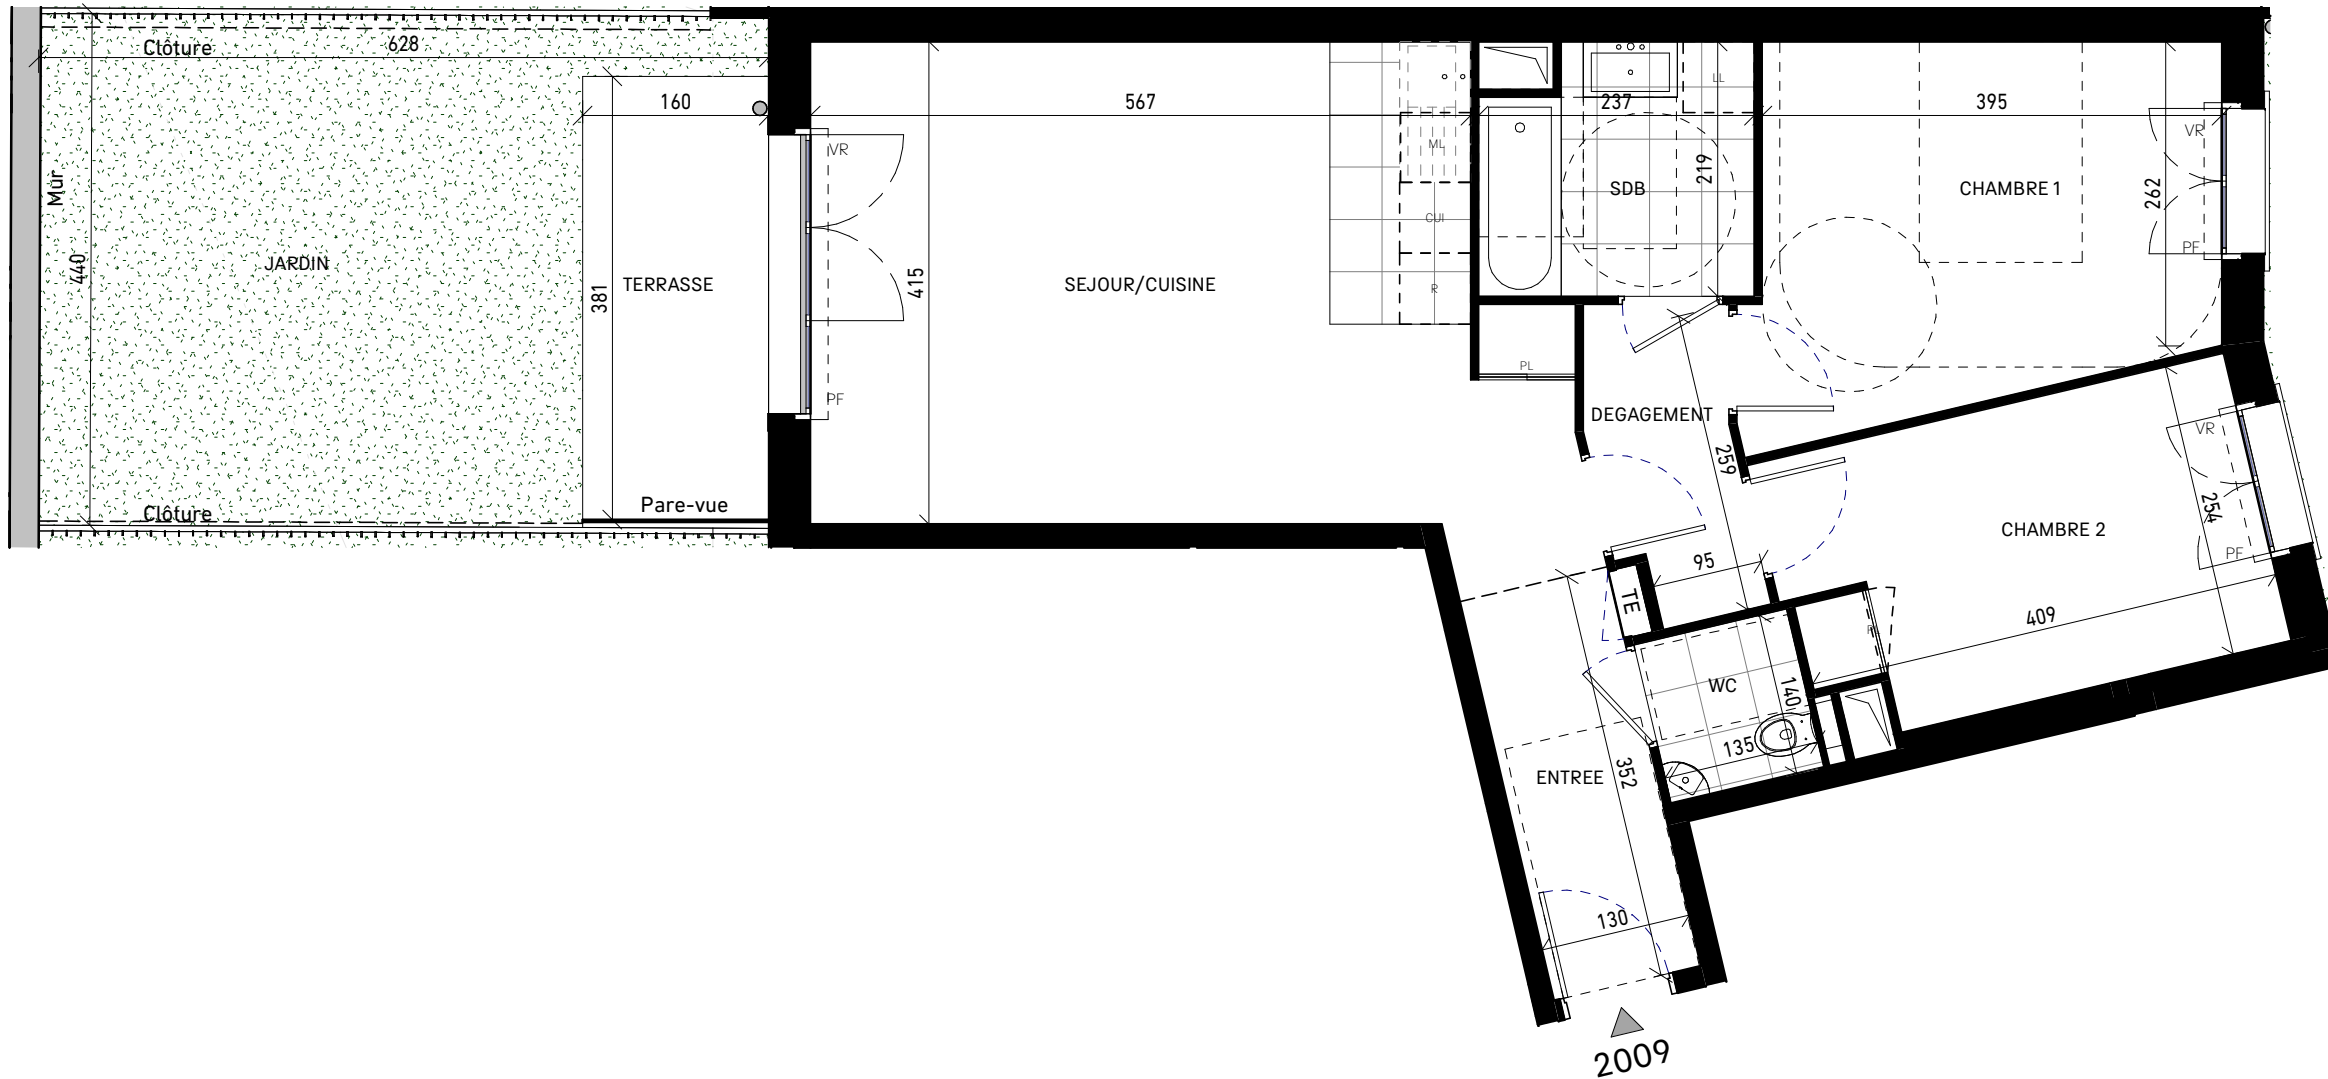 Clôture
628
160
567
237
395
VR
LL
VR
ML
219
Mur
SDB
CHAMBRE 1
262
CUI
PF
440
JARDIN
381
TERRASSE
415
SEJOUR/CUISINE
R
PL
PF
DEGAGEMENT
VR
259
Clôture
Pare-vue
254
CHAMBRE 2
PF
95
TE
409
WC
140
135
ENTREE
352
130
2009